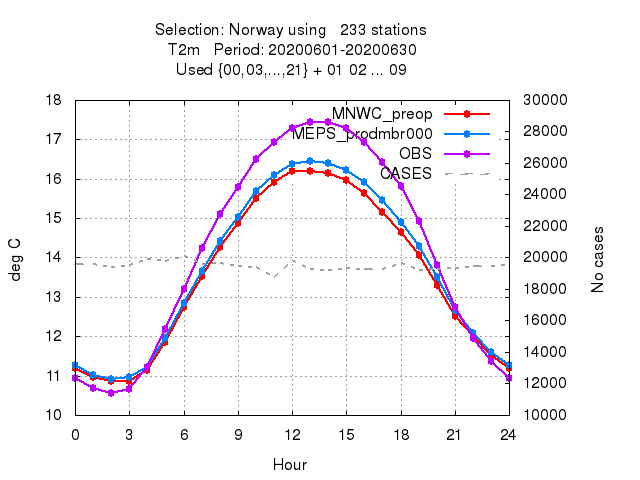 Selection: Norway using   233 stations
T2m   Period: 20200601-20200630
Used {00,03,...,21} + 01 02 ... 09
18
17
16
15
14
13
12
11
10
deg C
30000
28000
26000
24000
22000
20000
18000
16000
14000
12000
10000
No cases
MNWC_preop
MEPS_prodmbr000
OBS
CASES
0 3 6 9 12 15 18 21 24
Hour